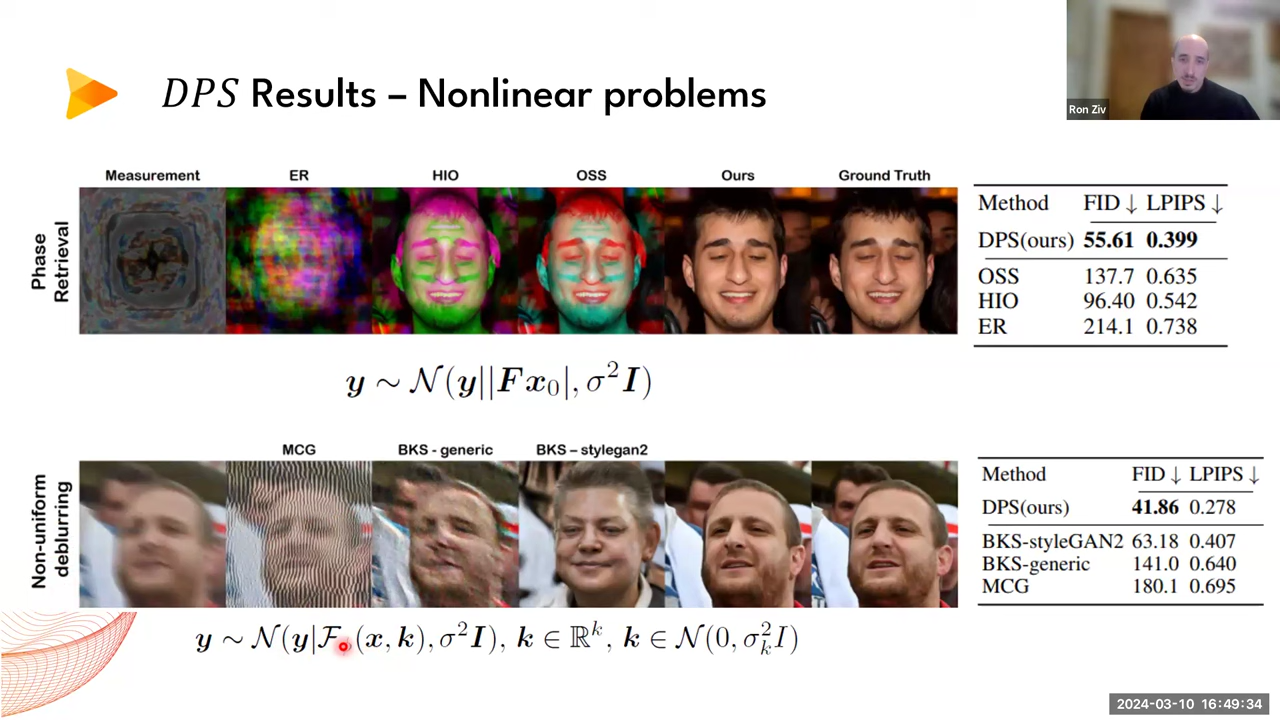 DPS Results – Nonlinear problems
Ron Ziv
Measurement ER HIO OSS Ours Ground Truth
Phase
Retrieval
Method FID ↓ LPIPS ↓
DPS(ours) 55.61 0.399
OSS 137.7 0.635
HIO 96.40 0.542
ER 214.1 0.738
y ∼ N(y||Fx₀|, σ²I)
MCG BKS - generic BKS – stylegan2
Non-uniform
deblurring
Method FID ↓ LPIPS ↓
DPS(ours) 41.86 0.278
BKS-styleGAN2 63.18 0.407
BKS-generic 141.0 0.640
MCG 180.1 0.695
y ∼ N(y|F (x, k), σ²I), k ∈ ℝᵏ, k ∈ N(0, σₖ²I)
2024-03-10 16:49:34